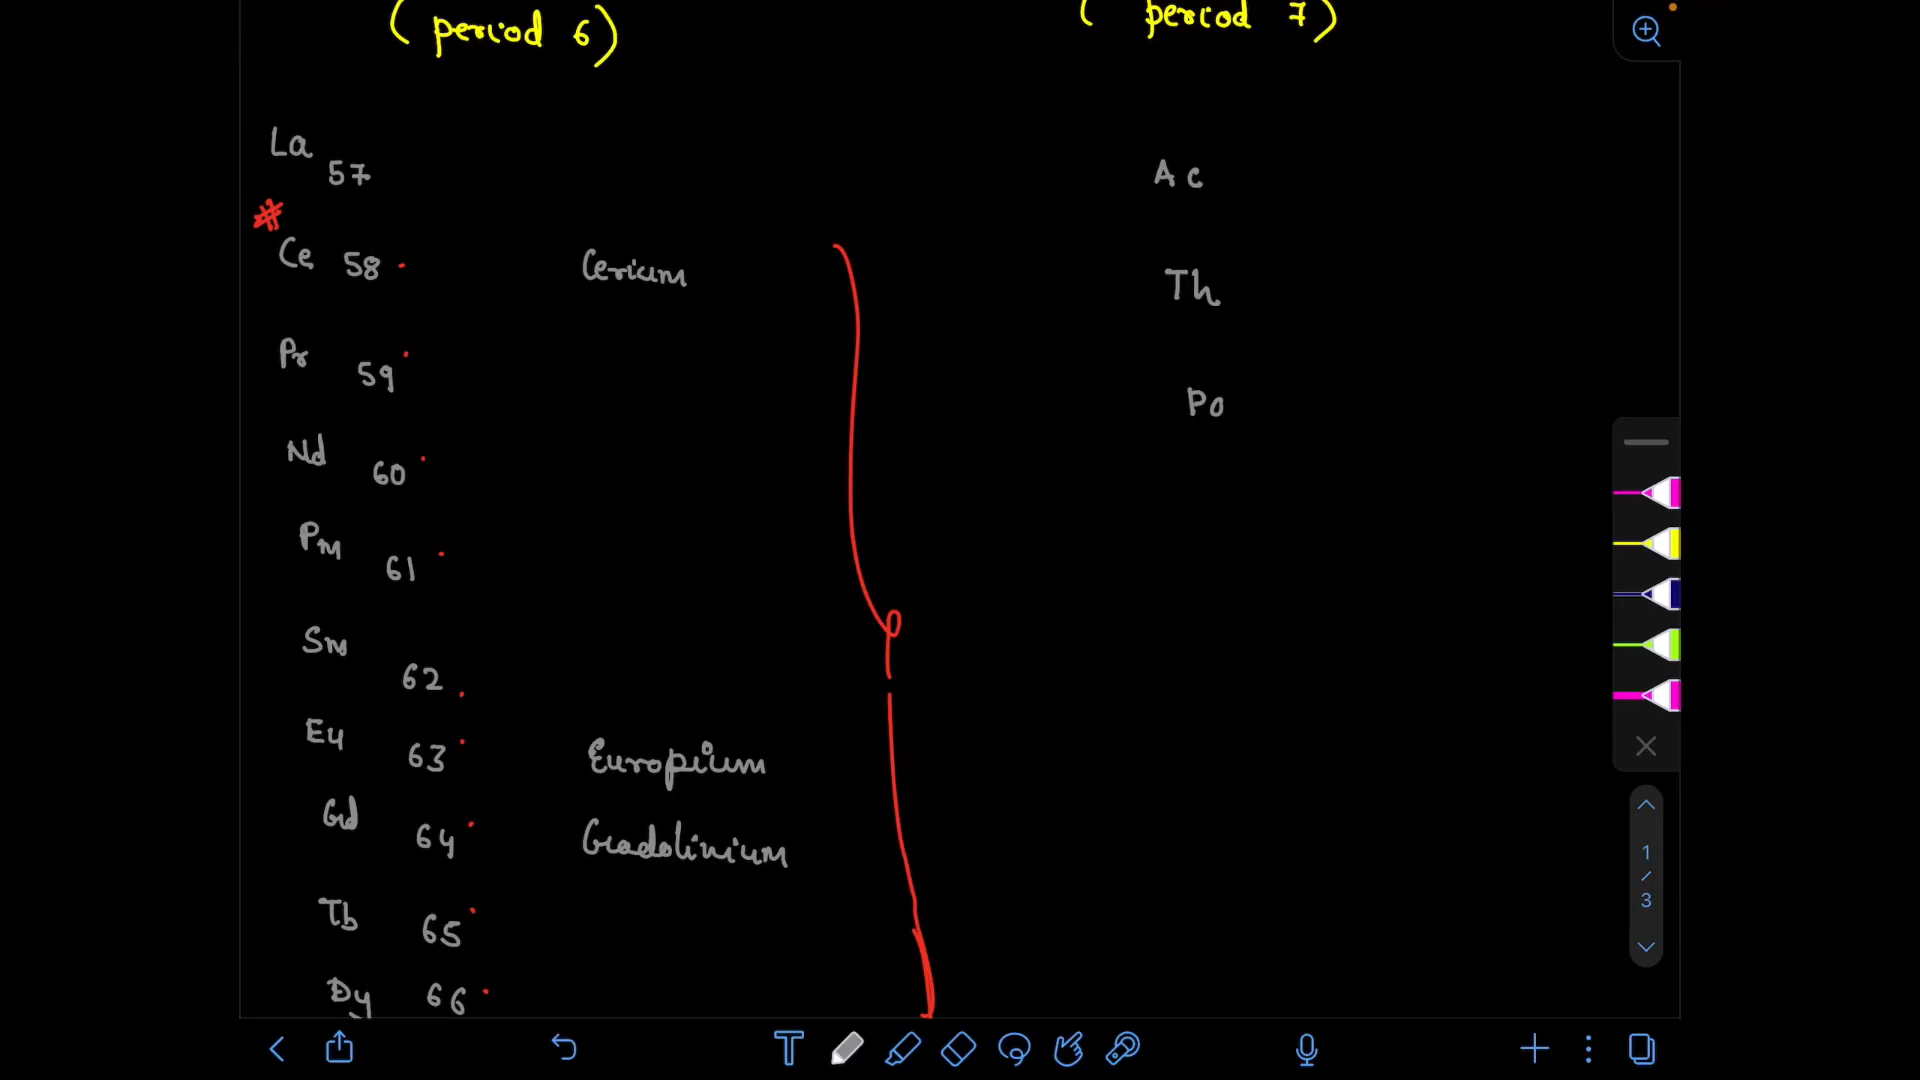 (period 6)
(period 7)
La 57
Ac
Ce 58 Cerium
Th
Pr 59
Pa
Nd 60
Pm 61
Sm 62
Eu 63 Europium
Gd 64 Gadolinium
Tb 65
Dy 66
1
/
3